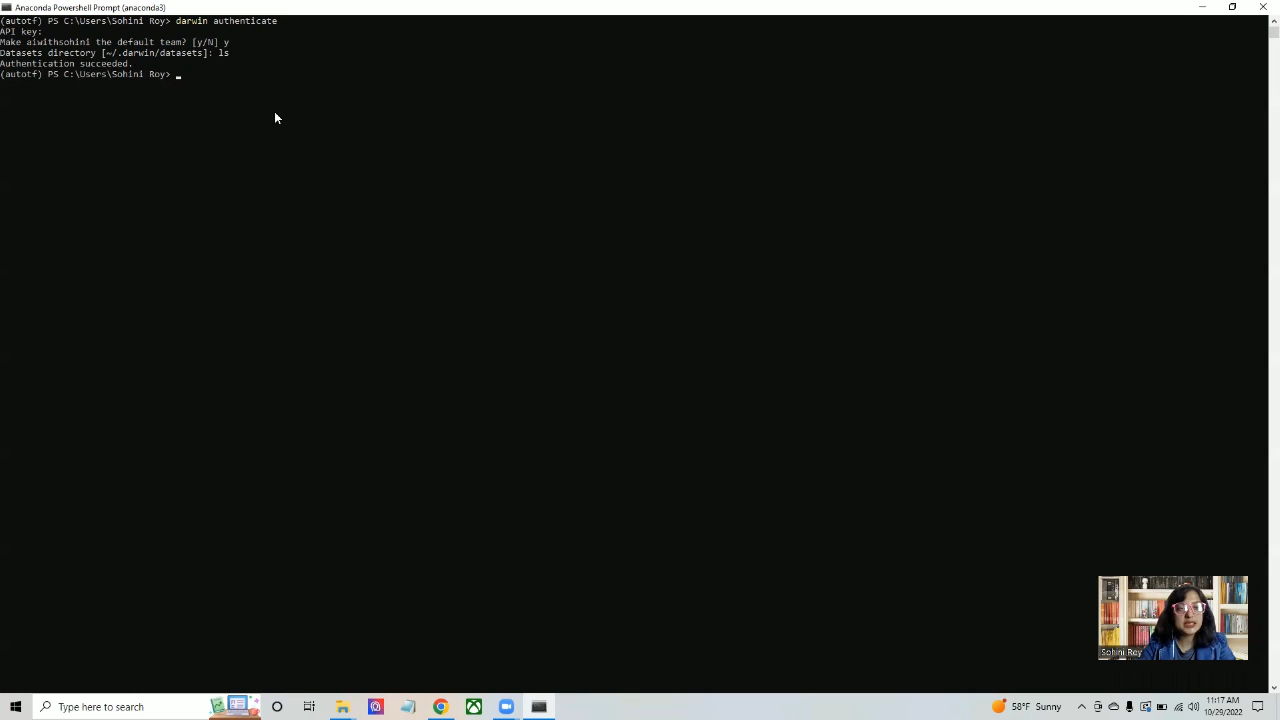 Anaconda Powershell Prompt (anaconda3)
(autotf) PS C:\Users\Sohini Roy> darwin authenticate
API key:
Make aiwithsohini the default team? [y/N] y
Datasets directory [~/.darwin/datasets]: ls
Authentication succeeded.
(autotf) PS C:\Users\Sohini Roy>
Sohini Roy
Type here to search
58°F Sunny
11:17 AM
10/29/2022